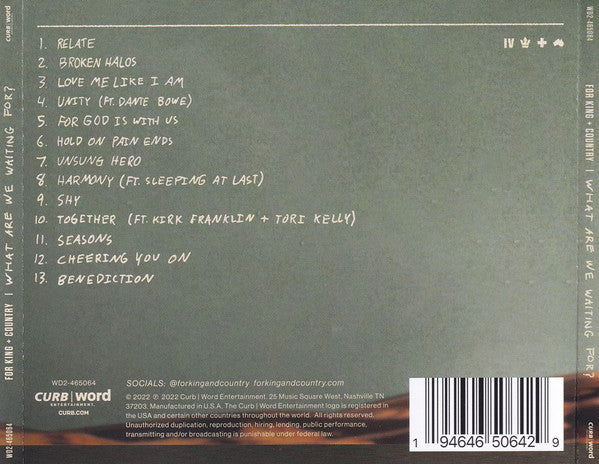 CURB | WORD
FOR KING + COUNTRY | WHAT ARE WE WAITING FOR?
WD2-465064
1. RELATE
2. BROKEN HALOS
3. LOVE ME LIKE I AM
4. UNITY (FT. DANTE BOWE)
5. FOR GOD IS WITH US
6. HOLD ON PAIN ENDS
7. UNSUNG HERO
8. HARMONY (FT. SLEEPING AT LAST)
9. SHY
10. TOGETHER (FT. KIRK FRANKLIN + TORI KELLY)
11. SEASONS
12. CHEERING YOU ON
13. BENEDICTION
IV
WD2-465064
CURB | word
ENTERTAINMENT.
CURB.COM
SOCIALS: @forkingandcountry forkingandcountry.com
© 2022 ℗ 2022 Curb | Word Entertainment. 25 Music Square West. Nashville TN
37203. Manufactured in U.S.A. The Curb | Word Entertainment logo is registered in
the USA and certain other countries throughout the world. All rights reserved.
Unauthorized duplication, reproduction, hiring, lending, public performance,
transmitting and/or broadcasting is punishable under federal law.
1 94646 50642 9
WD2-465064
FOR KING + COUNTRY | WHAT ARE WE WAITING FOR?
CURB | WORD